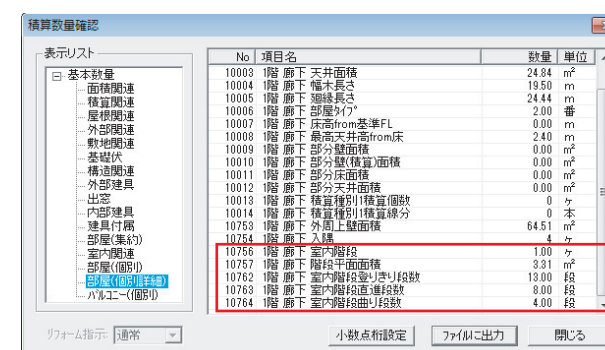 積算数量確認
表示リスト
基本数量
面積関連
積算関連
屋根関連
外部関連
敷地関連
基礎伏
構造関連
外部建具
出窓
内部建具
建具付属
部屋(集約)
室内関連
部屋(個別)
部屋(個別詳細)
バルコニー(個別)
No 項目名 数量 単位
10003 1階 廊下 天井面積 24.84 m²
10004 1階 廊下 幅木長さ 19.50 m
10005 1階 廊下 廻縁長さ 24.44 m
10006 1階 廊下 部屋タイプ 2.00 番
10007 1階 廊下 床高from基準FL 0.00 m
10008 1階 廊下 最高天井高from床 2.40 m
10009 1階 廊下 部分壁面積 0.00 m²
10010 1階 廊下 部分壁(積算)面積 0.00 m²
10011 1階 廊下 部分床面積 0.00 m²
10012 1階 廊下 部分天井面積 0.00 m²
10013 1階 廊下 積算種別1積算個数 0 ケ
10014 1階 廊下 積算種別1積算線分 0 本
10753 1階 廊下 外周上壁面積 64.51 m²
10754 1階 廊下 入隅 4 ケ
10756 1階 廊下 室内階段 1.00 ケ
10757 1階 廊下 階段平面面積 3.31 m²
10762 1階 廊下 室内階段登りきり段数 13.00 段
10763 1階 廊下 室内階段直進段数 8.00 段
10764 1階 廊下 室内階段曲り段数 4.00 段
リフォーム指示: 通常
小数点桁設定
ファイルに出力
閉じる